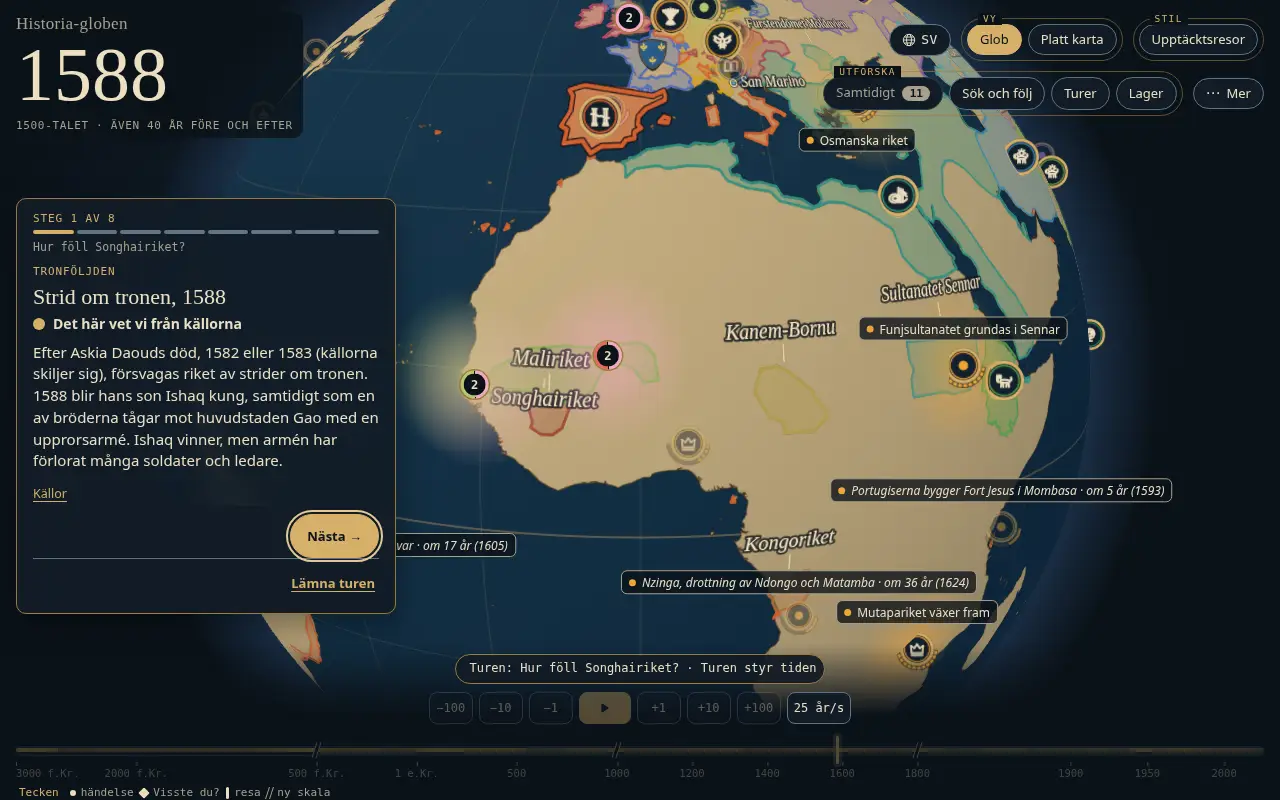 Historia-globen
1588
1500-TALET · ÄVEN 40 ÅR FÖRE OCH EFTER
SV
VY
Glob
Platt karta
STIL
Upptäcktsresor
UTFORSKA
Samtidigt 11
Sök och följ
Turer
Lager
··· Mer
2
San Marino
Osmanska riket
STEG 1 AV 8
Hur föll Songhairiket?
TRONFÖLJDEN
Strid om tronen, 1588
Det här vet vi från källorna
Efter Askia Daouds död, 1582 eller 1583 (källorna
skiljer sig), försvagas riket av strider om tronen.
1588 blir hans son Ishaq kung, samtidigt som en
av bröderna tågar mot huvudstaden Gao med en
upprorsarmé. Ishaq vinner, men armén har
förlorat många soldater och ledare.
Källor
Nästa →
Lämna turen
Sultanatet Sennar
Kanem-Bornu
Funjsultanatet grundas i Sennar
Maliriket
2
2
Songhairiket
Portugiserna bygger Fort Jesus i Mombasa · om 5 år (1593)
var · om 17 år (1605)
Kongoriket
Nzinga, drottning av Ndongo och Matamba · om 36 år (1624)
Mutapariket växer fram
Turen: Hur föll Songhairiket? · Turen styr tiden
−100
−10
−1
+1
+10
+100
25 år/s
3000 f.Kr.
2000 f.Kr.
500 f.Kr.
1 e.Kr.
500
1000
1200
1400
1600
1800
1900
1950
2000
Tecken händelse Visste du? resa // ny skala